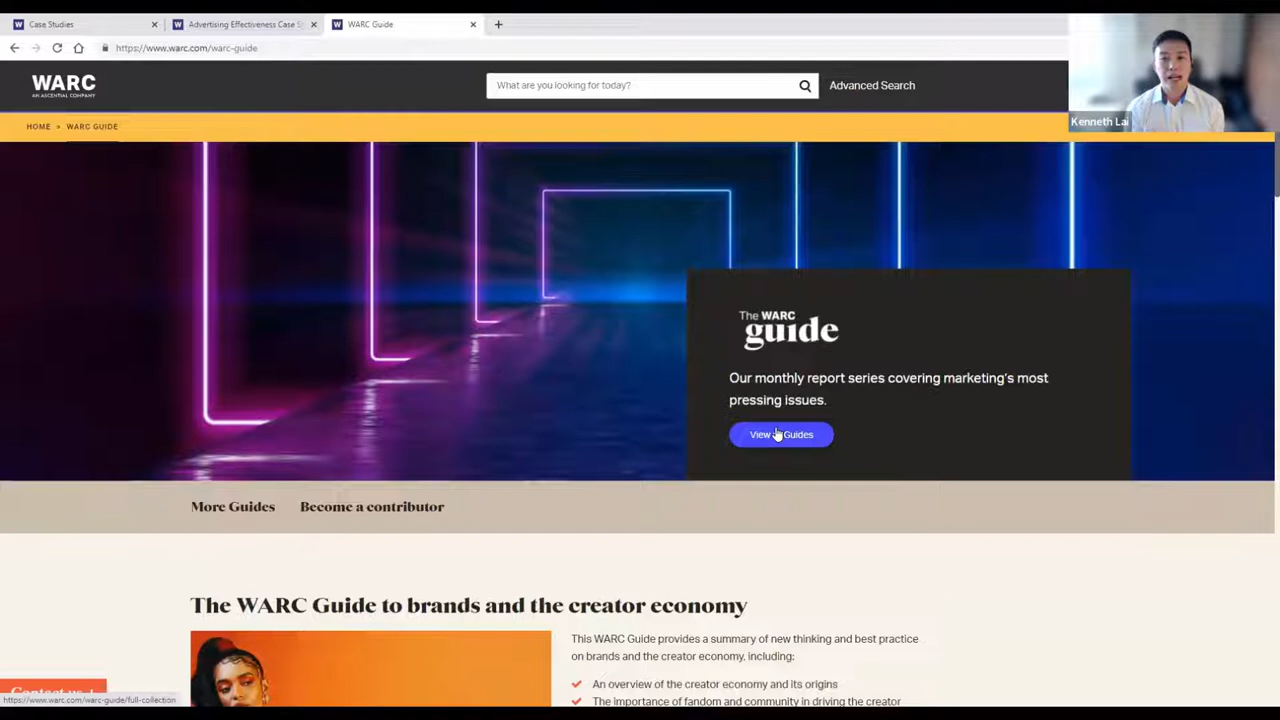 Case Studies
Advertising Effectiveness Case
WARC Guide
https://www.warc.com/warc-guide
WARC
AN ASCENTIAL COMPANY
What are you looking for today?
Advanced Search
Kenneth Lai
HOME » WARC GUIDE
The WARC
guide
Our monthly report series covering marketing's most
pressing issues.
View Guides
More Guides
Become a contributor
The WARC Guide to brands and the creator economy
This WARC Guide provides a summary of new thinking and best practice
on brands and the creator economy, including:
An overview of the creator economy and its origins
The importance of fandom and community in driving the creator
Contact us
https://www.warc.com/warc-guide/full-collection